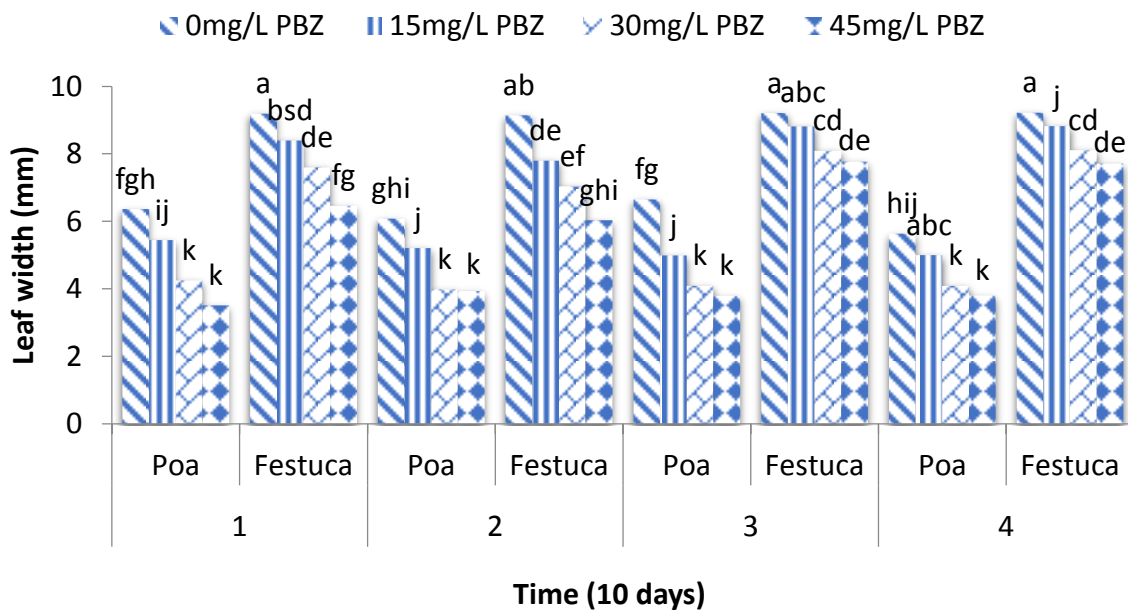 0mg/L PBZ 15mg/L PBZ 30mg/L PBZ 45mg/L PBZ
Leaf width (mm)
10
8
6
4
2
0
fgh ij k k
a bsd de fg
ghi j k k
ab de ef ghi
fg j k k
a abc cd de
hij abc k k
a j cd de
Poa Festuca Poa Festuca Poa Festuca Poa Festuca
1 2 3 4
Time (10 days)